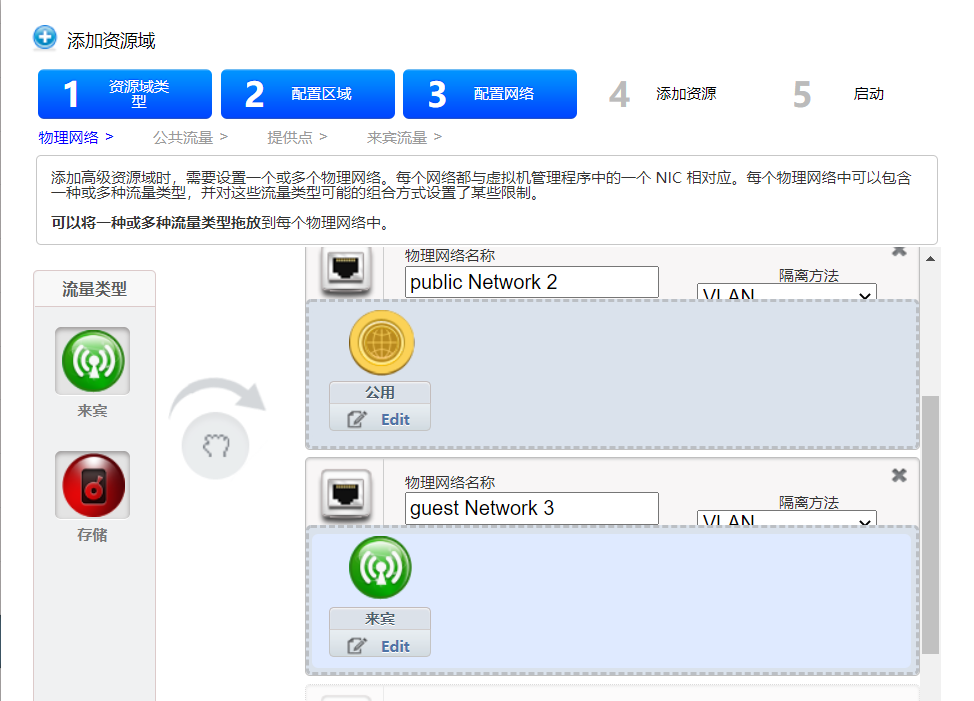 添加资源域
1 资源域类型
2 配置区域
3 配置网络
4 添加资源
5 启动
物理网络 > 公共流量 > 提供点 > 来宾流量 >
添加高级资源域时，需要设置一个或多个物理网络。每个网络都与虚拟机管理程序中的一个 NIC 相对应。每个物理网络中可以包含
一种或多种流量类型，并对这些流量类型可能的组合方式设置了某些限制。
可以将一种或多种流量类型拖放到每个物理网络中。
流量类型
来宾
存储
物理网络名称
public Network 2
隔离方法
VLAN
公用
Edit
物理网络名称
guest Network 3
隔离方法
VLAN
来宾
Edit